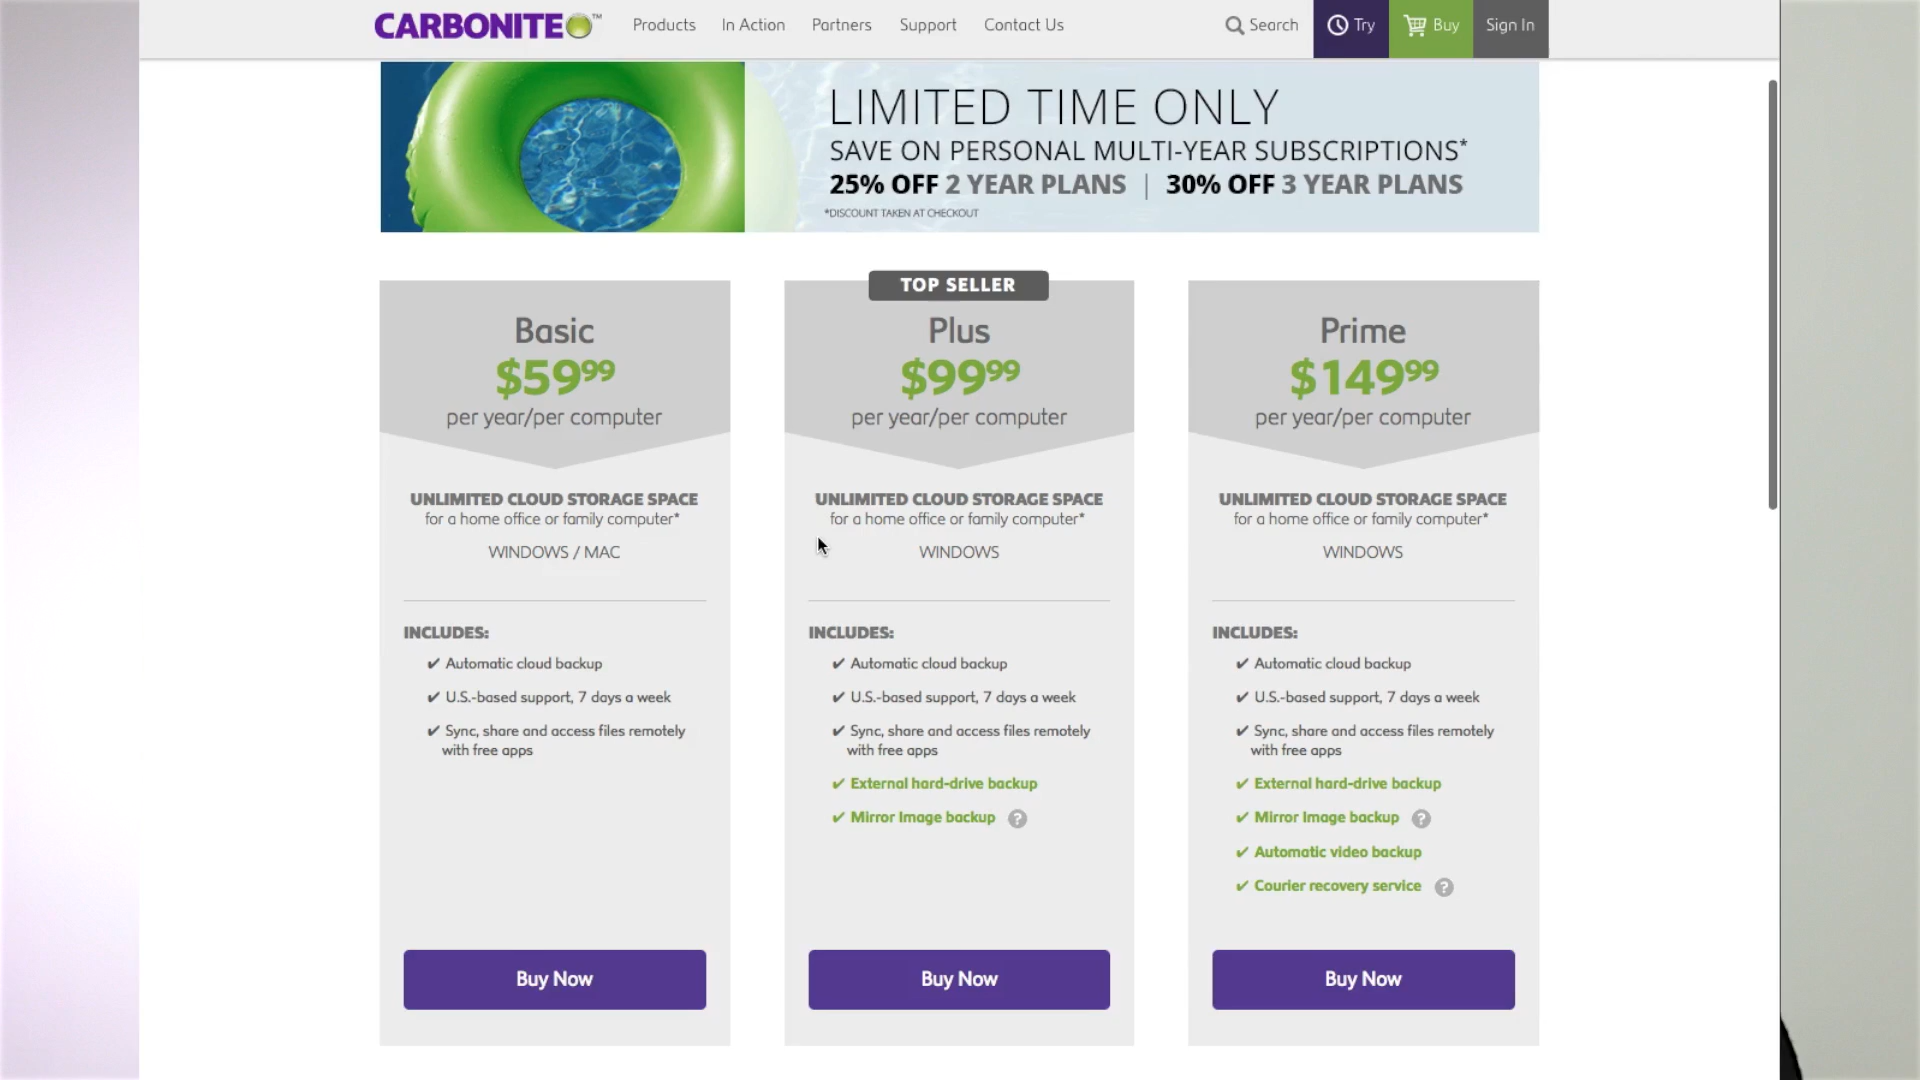 CARBONITE™ Products In Action Partners Support Contact Us Search Try Buy Sign In
LIMITED TIME ONLY
SAVE ON PERSONAL MULTI-YEAR SUBSCRIPTIONS*
25% OFF 2 YEAR PLANS | 30% OFF 3 YEAR PLANS
*DISCOUNT TAKEN AT CHECKOUT
Basic
$59⁹⁹
per year/per computer
UNLIMITED CLOUD STORAGE SPACE
for a home office or family computer*
WINDOWS / MAC
INCLUDES:
✔ Automatic cloud backup
✔ U.S.-based support, 7 days a week
✔ Sync, share and access files remotely
with free apps
Buy Now
TOP SELLER
Plus
$99⁹⁹
per year/per computer
UNLIMITED CLOUD STORAGE SPACE
for a home office or family computer*
WINDOWS
INCLUDES:
✔ Automatic cloud backup
✔ U.S.-based support, 7 days a week
✔ Sync, share and access files remotely
with free apps
✔ External hard-drive backup
✔ Mirror Image backup ?
Buy Now
Prime
$149⁹⁹
per year/per computer
UNLIMITED CLOUD STORAGE SPACE
for a home office or family computer*
WINDOWS
INCLUDES:
✔ Automatic cloud backup
✔ U.S.-based support, 7 days a week
✔ Sync, share and access files remotely
with free apps
✔ External hard-drive backup
✔ Mirror Image backup ?
✔ Automatic video backup
✔ Courier recovery service ?
Buy Now